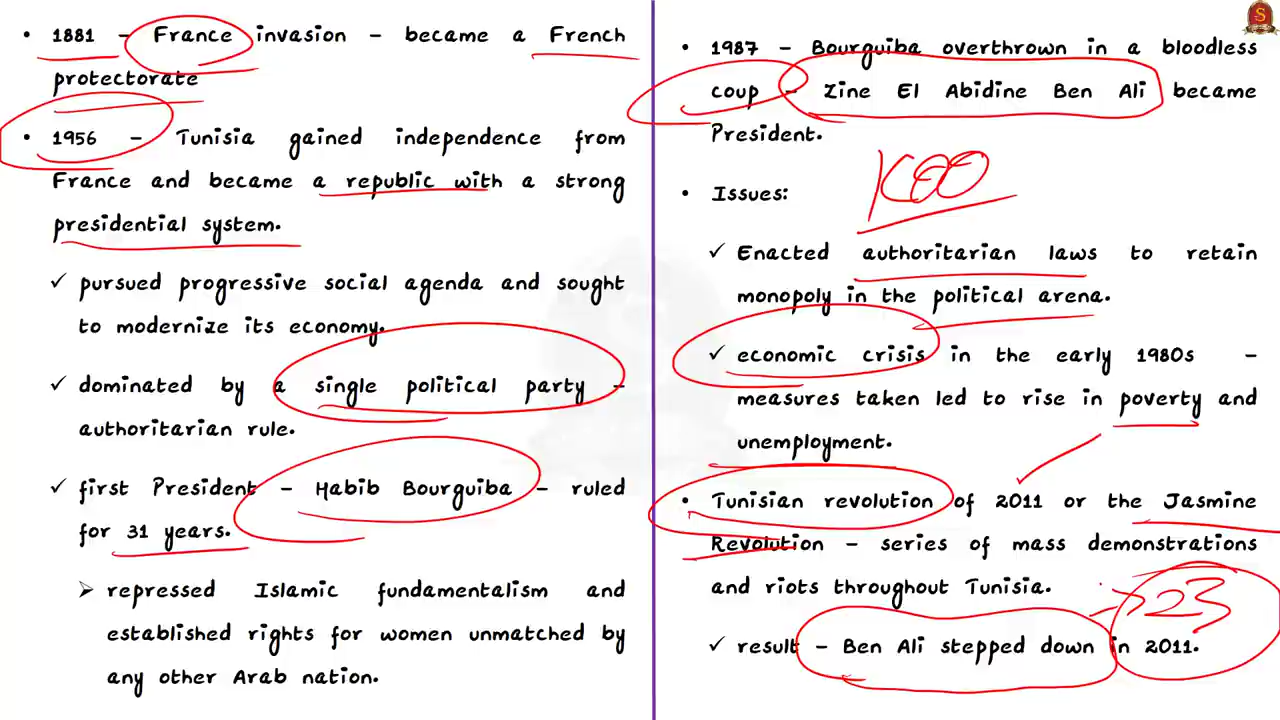 • 1881 – France invasion – became a French
protectorate
• 1956 – Tunisia gained independence from
France and became a republic with a strong
presidential system.
✓ pursued progressive social agenda and sought
to modernize its economy.
✓ dominated by a single political party –
authoritarian rule.
✓ first President – Habib Bourguiba – ruled
for 31 years.
➢ repressed Islamic fundamentalism and
established rights for women unmatched by
any other Arab nation.
• 1987 – Bourguiba overthrown in a bloodless
coup – Zine El Abidine Ben Ali became
President.
• Issues:
✓ Enacted authoritarian laws to retain
monopoly in the political arena.
✓ economic crisis in the early 1980s –
measures taken led to rise in poverty and
unemployment.
• Tunisian revolution of 2011 or the Jasmine
Revolution – series of mass demonstrations
and riots throughout Tunisia.
23
✓ result – Ben Ali stepped down in 2011.